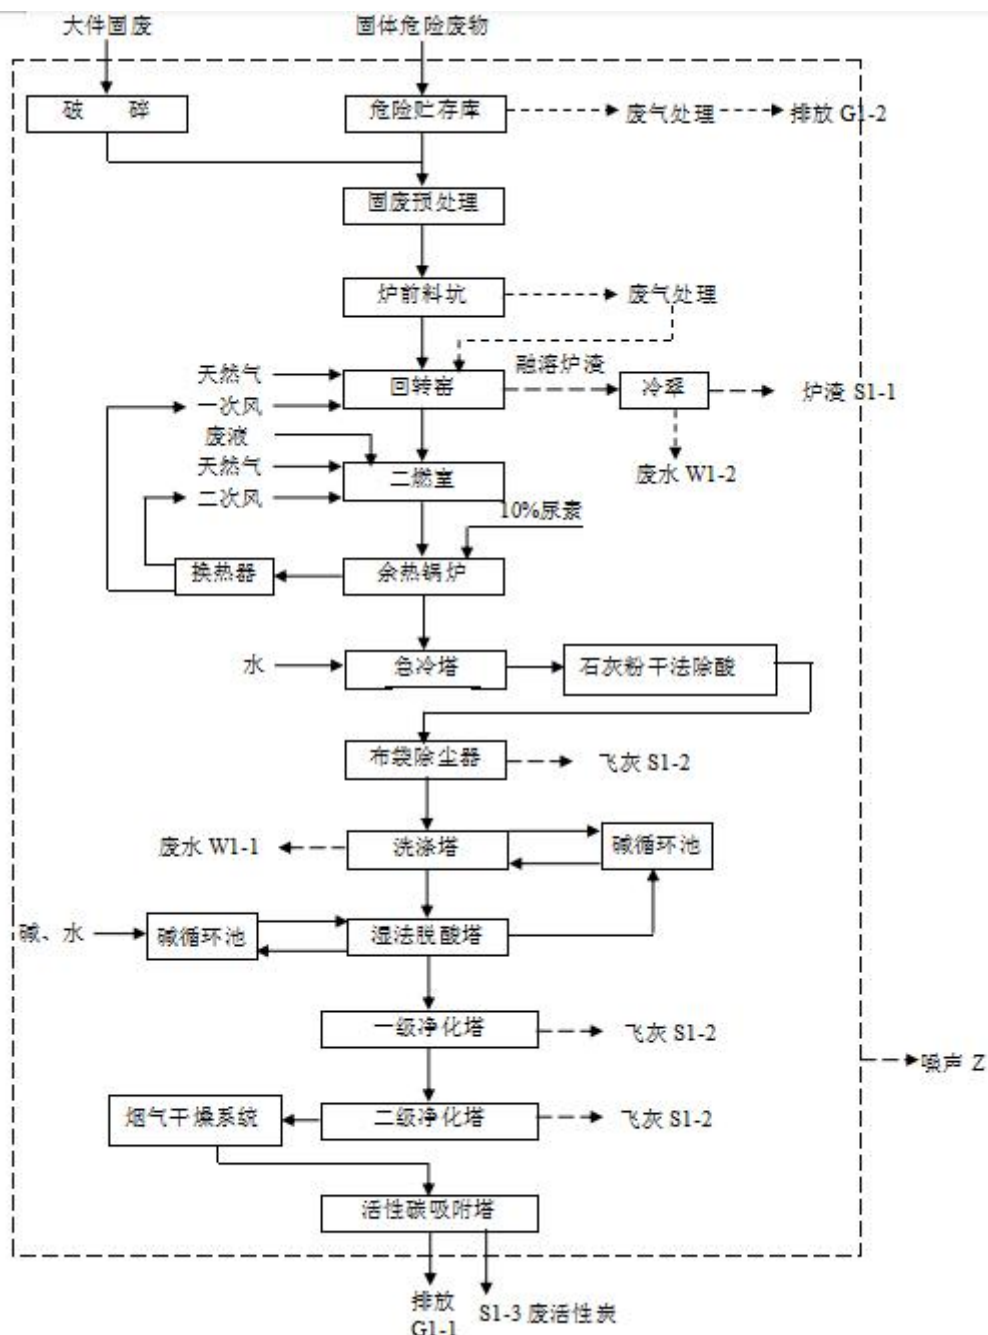 大件固废
固体危险废物
破 碎
危险贮存库
废气处理
排放 G1-2
固废预处理
炉前料坑
废气处理
融溶炉渣
天然气
回转窑
冷翠
炉渣 S1-1
一次风
废液
废水 W1-2
天然气
二燃室
二次风
10%尿素
换热器
余热锅炉
水
急冷塔
石灰粉干法除酸
布袋除尘器
飞灰 S1-2
废水 W1-1
洗涤塔
碱循环池
碱、水
碱循环池
湿法脱酸塔
一级净化塔
飞灰 S1-2
噪声 Z
烟气干燥系统
二级净化塔
飞灰 S1-2
活性碳吸附塔
排放
G1-1
S1-3 废活性炭